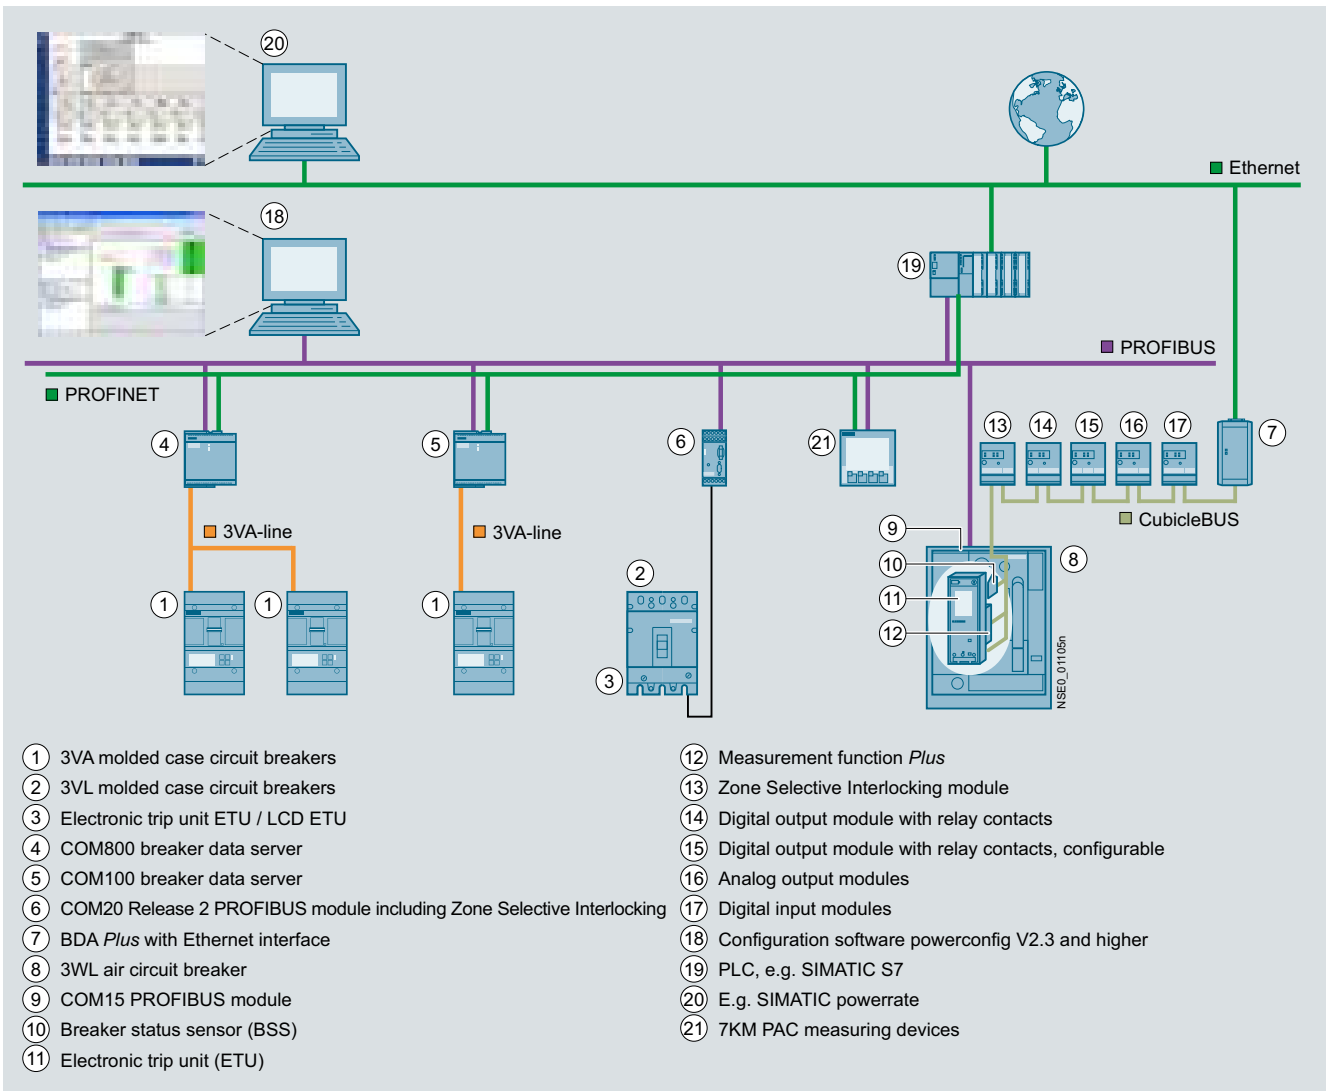 20
Ethernet
18
19
PROFIBUS
PROFINET
4
5
6
21
13
14
15
16
17
7
3VA-line
3VA-line
CubicleBUS
9
10
11
12
8
2
1
1
1
3
NSE0_01105n
1 3VA molded case circuit breakers
2 3VL molded case circuit breakers
3 Electronic trip unit ETU / LCD ETU
4 COM800 breaker data server
5 COM100 breaker data server
6 COM20 Release 2 PROFIBUS module including Zone Selective Interlocking
7 BDA Plus with Ethernet interface
8 3WL air circuit breaker
9 COM15 PROFIBUS module
10 Breaker status sensor (BSS)
11 Electronic trip unit (ETU)
12 Measurement function Plus
13 Zone Selective Interlocking module
14 Digital output module with relay contacts
15 Digital output module with relay contacts, configurable
16 Analog output modules
17 Digital input modules
18 Configuration software powerconfig V2.3 and higher
19 PLC, e.g. SIMATIC S7
20 E.g. SIMATIC powerrate
21 7KM PAC measuring devices